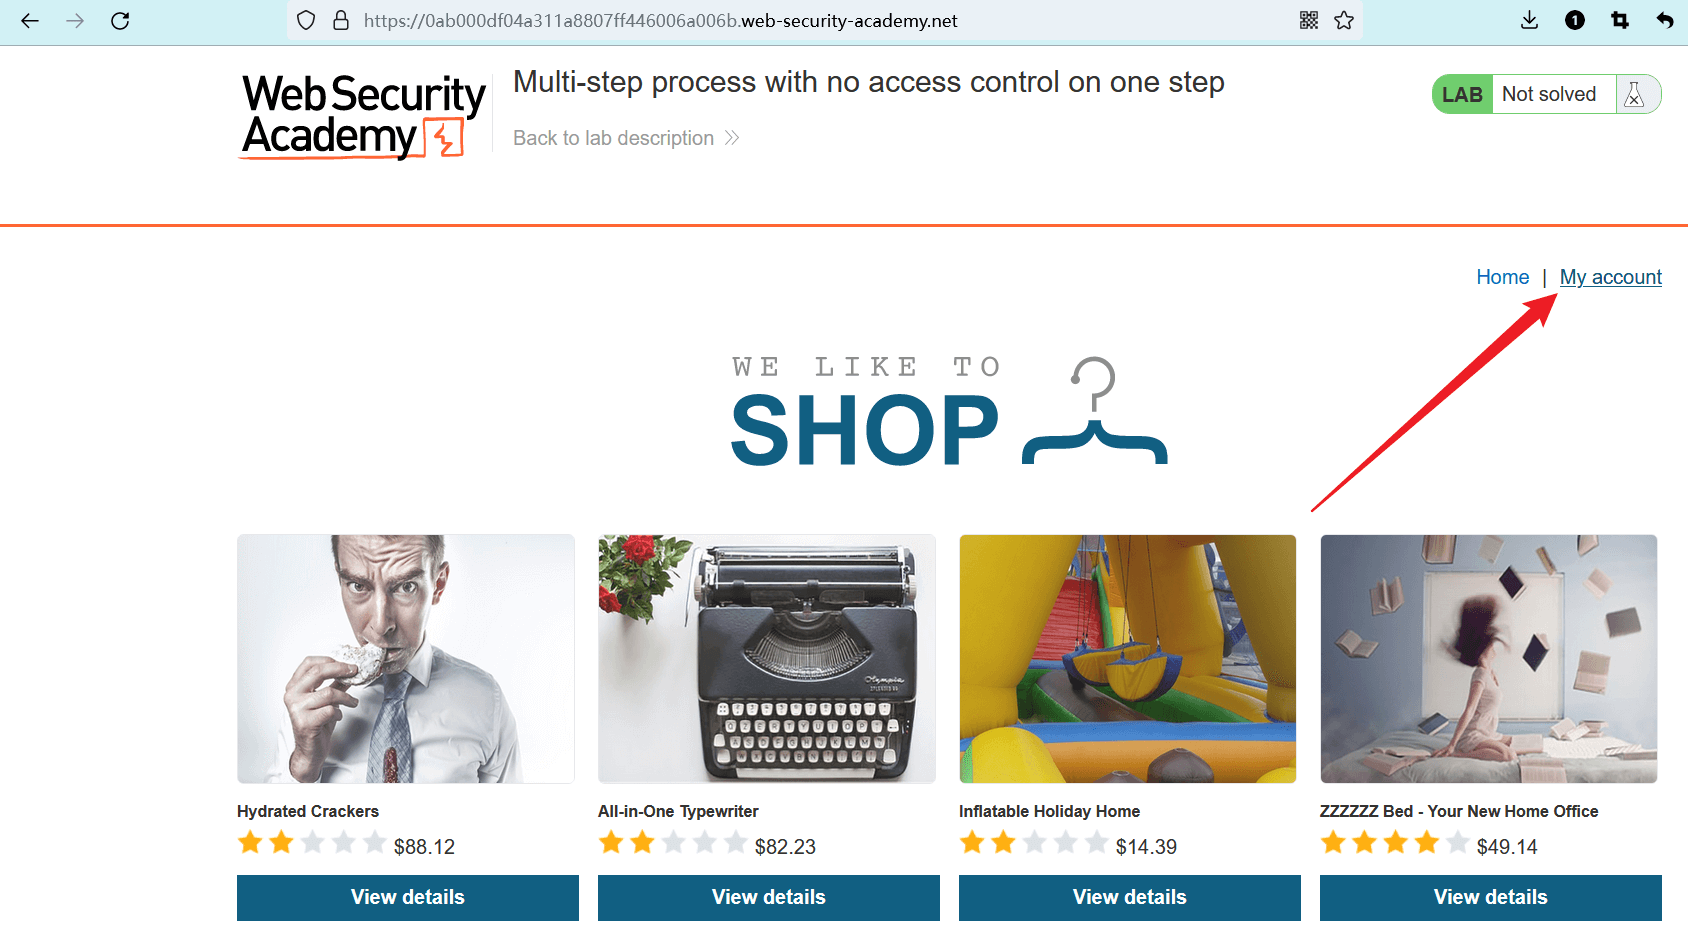 https://0ab000df04a311a8807ff446006a006b.web-security-academy.net
1
Web Security
Academy
Multi-step process with no access control on one step
Back to lab description
LAB Not solved
Home | My account
WE LIKE TO
SHOP
Hydrated Crackers
$88.12
View details
All-in-One Typewriter
$82.23
View details
Inflatable Holiday Home
$14.39
View details
ZZZZZZ Bed - Your New Home Office
$49.14
View details